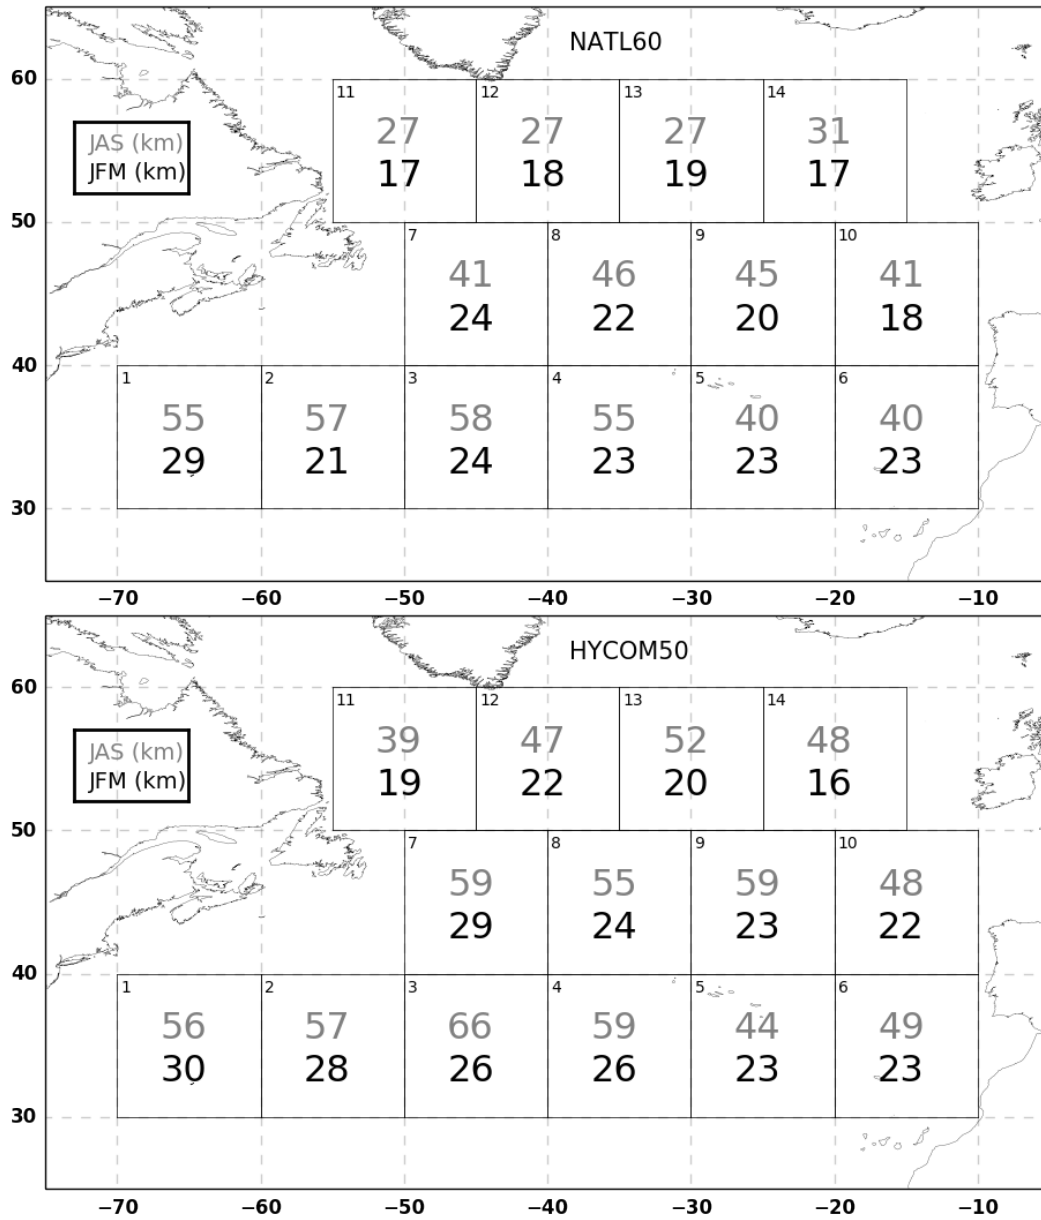 NATL60
60
11 12 13 14
JAS (km)
JFM (km)
27 27 27 31
17 18 19 17
50
7 8 9 10
41 46 45 41
24 22 20 18
40
1 2 3 4 5 6
55 57 58 55 40 40
29 21 24 23 23 23
30
−70 −60 −50 −40 −30 −20 −10
HYCOM50
60
11 12 13 14
JAS (km)
JFM (km)
39 47 52 48
19 22 20 16
50
7 8 9 10
59 55 59 48
29 24 23 22
40
1 2 3 4 5 6
56 57 66 59 44 49
30 28 26 26 23 23
30
−70 −60 −50 −40 −30 −20 −10